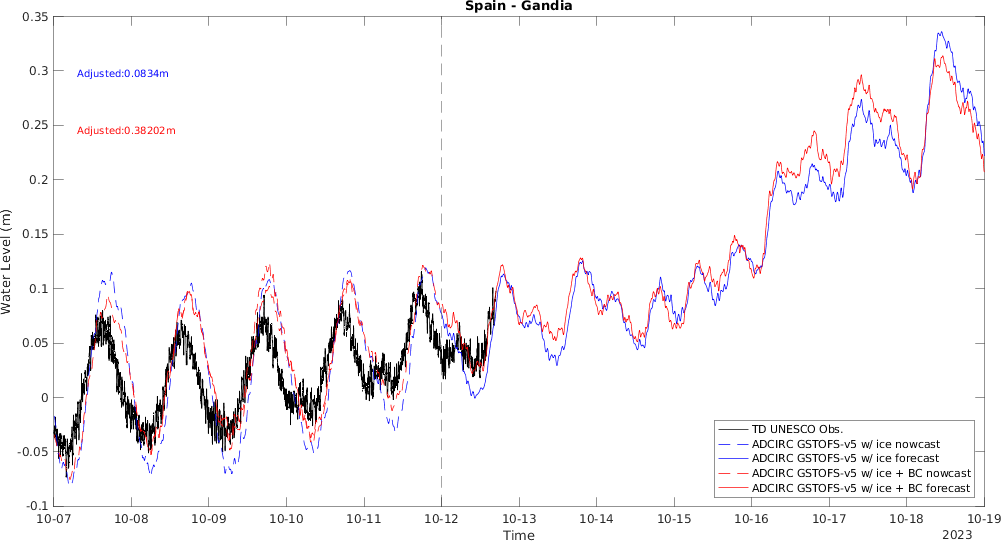 Spain - Gandia
0.35
0.3
0.25
0.2
0.15
0.1
0.05
0
-0.05
-0.1
Water Level (m)
Adjusted:0.0834m
Adjusted:0.38202m
TD UNESCO Obs.
ADCIRC GSTOFS-v5 w/ ice nowcast
ADCIRC GSTOFS-v5 w/ ice forecast
ADCIRC GSTOFS-v5 w/ ice + BC nowcast
ADCIRC GSTOFS-v5 w/ ice + BC forecast
10-07 10-08 10-09 10-10 10-11 10-12 10-13 10-14 10-15 10-16 10-17 10-18 10-19
Time
2023